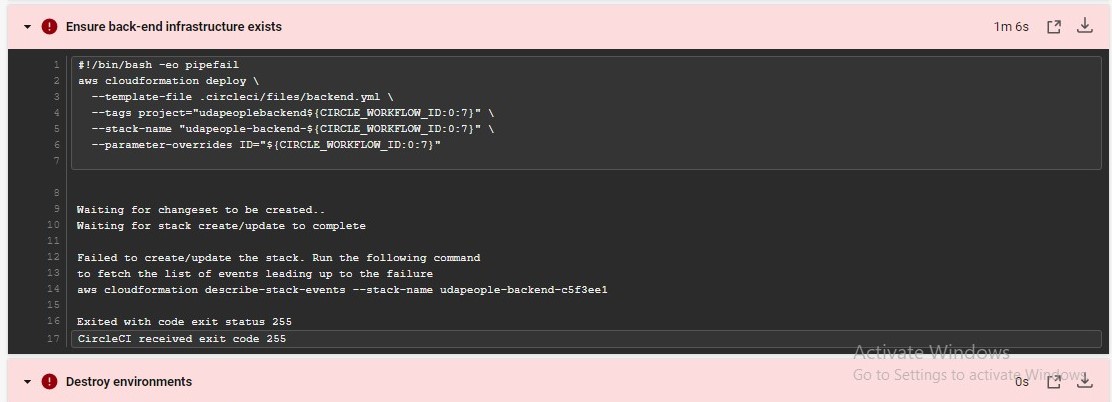 Ensure back-end infrastructure exists 1m 6s
1 #!/bin/bash -eo pipefail
2 aws cloudformation deploy \
3 --template-file .circleci/files/backend.yml \
4 --tags project="udapeoplebackend${CIRCLE_WORKFLOW_ID:0:7}" \
5 --stack-name "udapeople-backend-${CIRCLE_WORKFLOW_ID:0:7}" \
6 --parameter-overrides ID="${CIRCLE_WORKFLOW_ID:0:7}"
7
8
9 Waiting for changeset to be created..
10 Waiting for stack create/update to complete
11
12 Failed to create/update the stack. Run the following command
13 to fetch the list of events leading up to the failure
14 aws cloudformation describe-stack-events --stack-name udapeople-backend-c5f3ee1
15
16 Exited with code exit status 255
17 CircleCI received exit code 255
Activate Windows
Go to Settings to activate Windows.
Destroy environments 0s